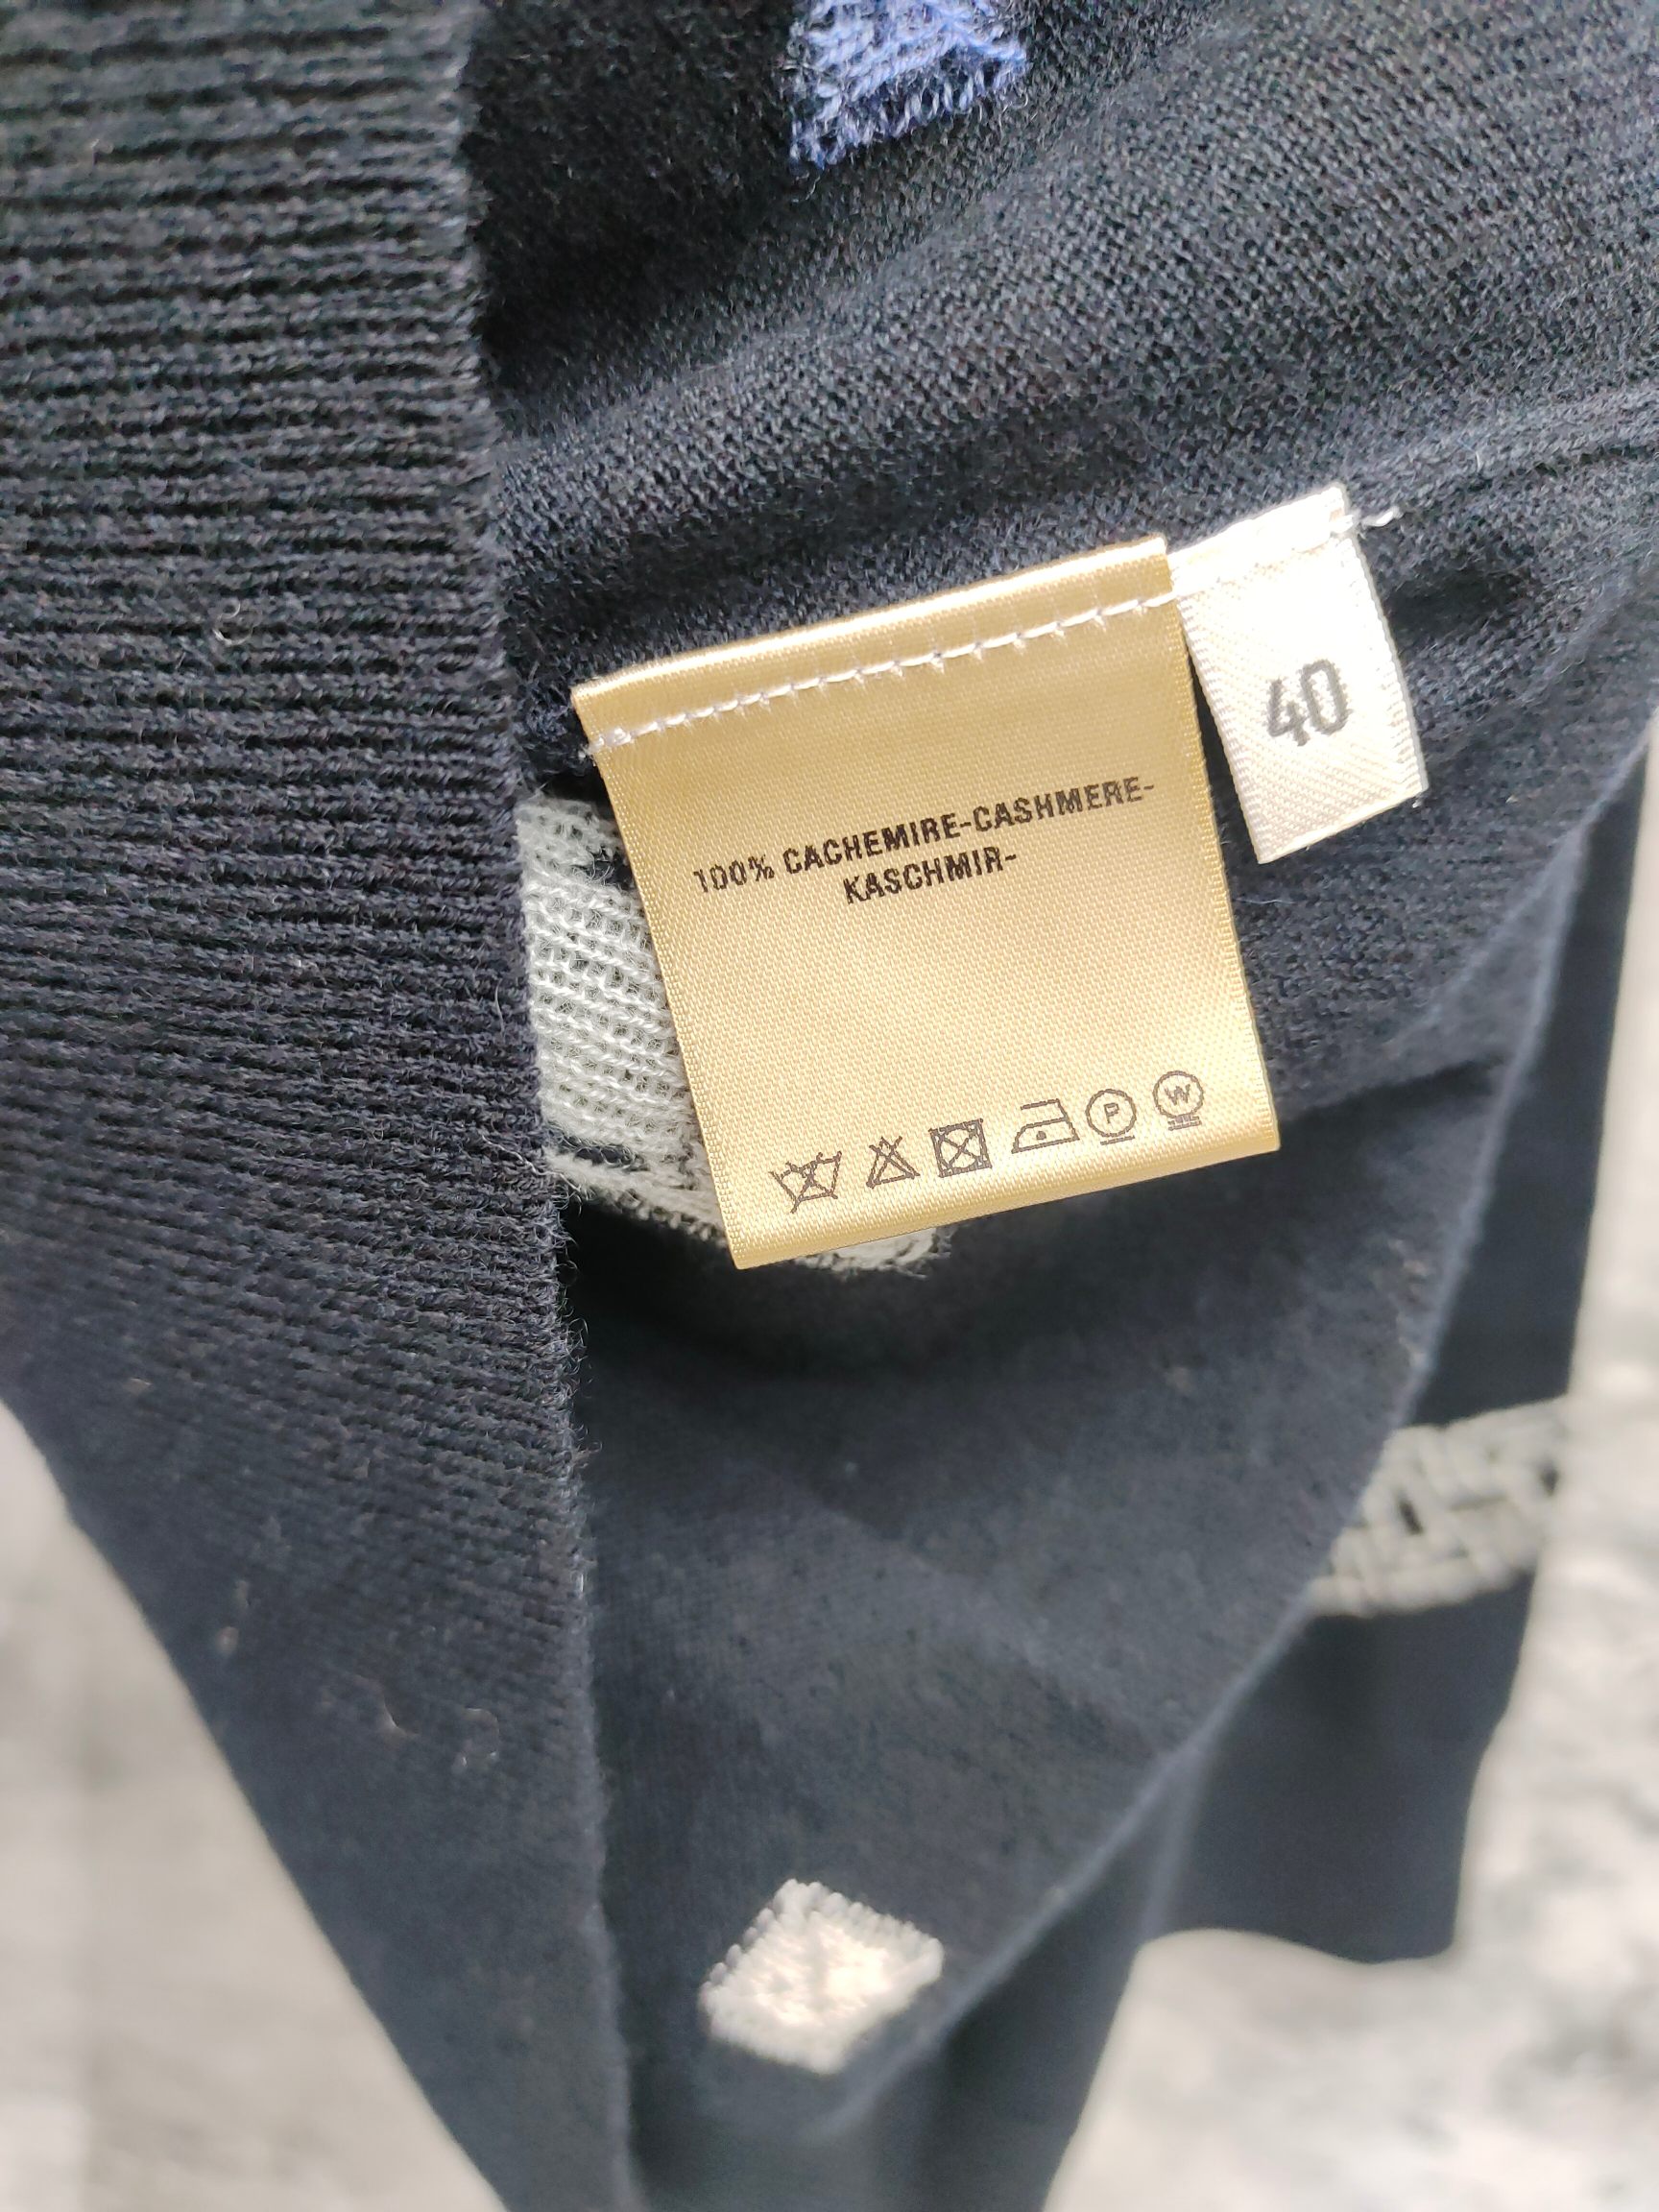 40
100% CACHEMIRE-CASHMERE-
KASCHMIR-
P
W